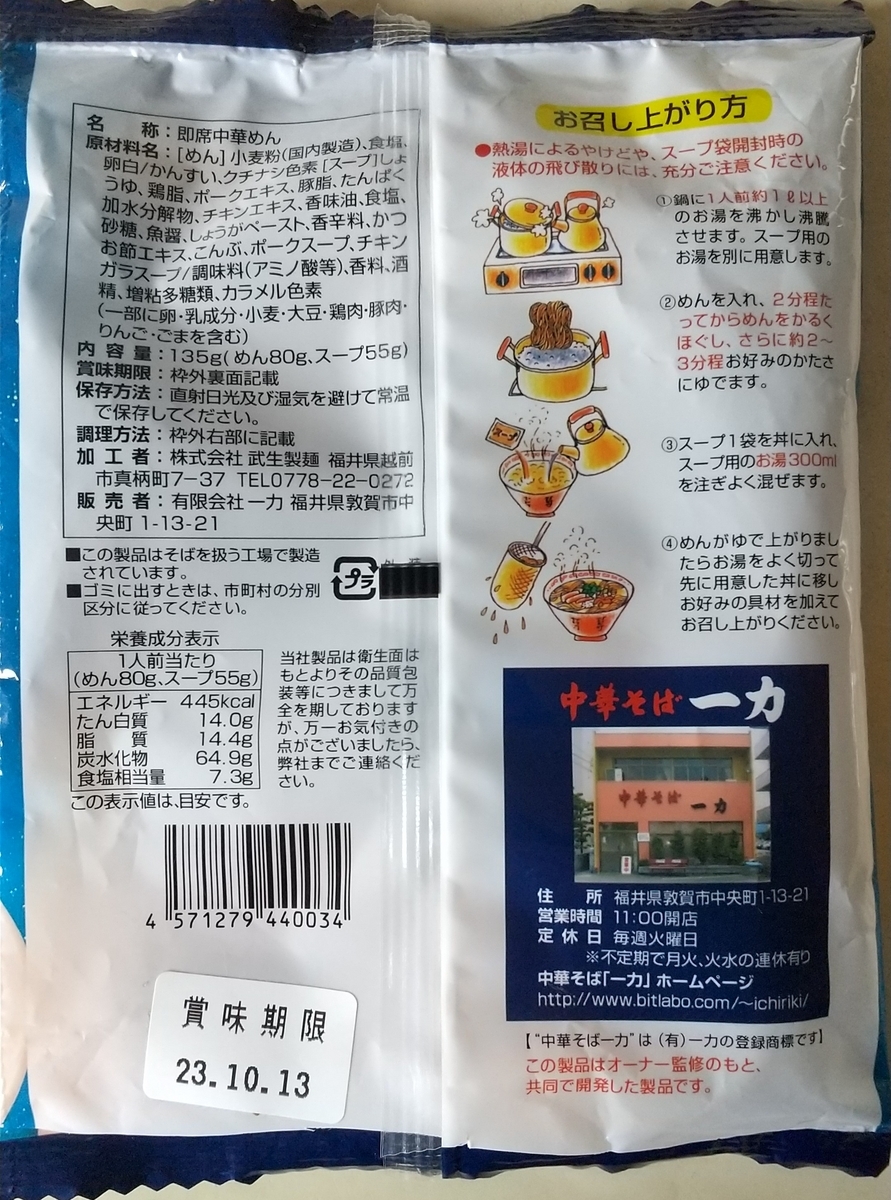 名称：即席中華めん
原材料名：[めん]小麦粉(国内製造)、食塩、
卵白/かんすい、クチナシ色素 [スープ]しょ
うゆ、鶏脂、ポークエキス、豚脂、たんぱく
加水分解物、チキンエキス、香味油、食塩、
砂糖、魚醤、しょうがペースト、香辛料、かつ
お節エキス、こんぶ、ポークスープ、チキン
ガラスープ/調味料(アミノ酸等)、香料、酒
精、増粘多糖類、カラメル色素
(一部に卵・乳成分・小麦・大豆・鶏肉・豚肉・
りんご・ごまを含む)
内容量：135g(めん80g、スープ55g)
賞味期限：枠外裏面記載
保存方法：直射日光及び湿気を避けて常温
で保存してください。
調理方法：枠外右部に記載
加工者：株式会社 武生製麺 福井県越前
市真柄町7-37 TEL0778-22-0272
販売者：有限会社一力 福井県敦賀市中
央町 1-13-21
■この製品はそばを扱う工場で製造
されています。
■ゴミに出すときは、市町村の分別
区分に従ってください。
プラ
外 装
栄養成分表示
1人前当たり
(めん80g、スープ55g)
エネルギー 445kcal
たん白質 14.0g
脂質 14.4g
炭水化物 64.9g
食塩相当量 7.3g
この表示値は、目安です。
当社製品は衛生面は
もとよりその品質包
装等につきまして万
全を期しております
が、万一お気付きの
点がございましたら、
弊社までご連絡くだ
さい。
4 571279 440034
賞味期限
23.10.13
お召し上がり方
●熱湯によるやけどや、スープ袋開封時の
液体の飛び散りには、充分ご注意ください。
①鍋に1人前約1ℓ以上
のお湯を沸かし沸騰
させます。スープ用の
お湯を別に用意します。
②めんを入れ、2分程た
ってからめんをかるく
ほぐし、さらに約2～
3分程お好みのかたさ
にゆでます。
スープ
③スープ1袋を丼に入れ、
スープ用のお湯300ml
を注ぎよく混ぜます。
④めんがゆで上がりまし
たらお湯をよく切って
先に用意した丼に移し
お好みの具材を加えて
お召し上がりください。
中華そば 一力
中華そば 一力
住所 福井県敦賀市中央町1-13-21
営業時間 11:00開店
定休日 毎週火曜日
※不定期で月火、火水の連休有り
中華そば「一力」ホームページ
http://www.bitlabo.com/～ichiriki/
【“中華そば一力”は(有)一力の登録商標です】
この製品はオーナー監修のもと、
共同で開発した製品です。